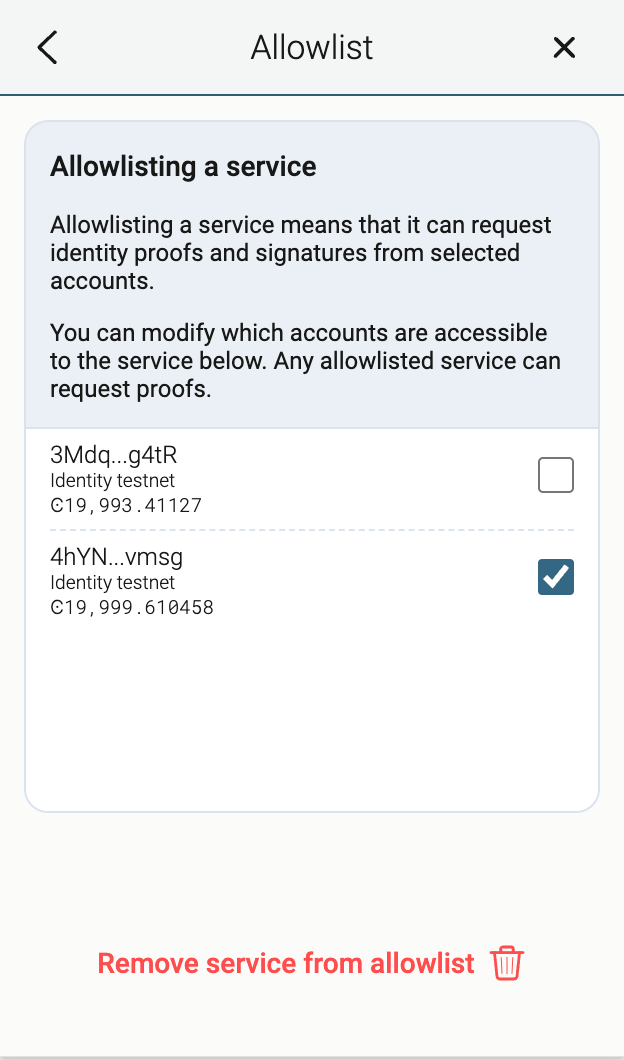 Allowlist
Allowlisting a service
Allowlisting a service means that it can request
identity proofs and signatures from selected
accounts.
You can modify which accounts are accessible
to the service below. Any allowlisted service can
request proofs.
3Mdq...g4tR
Identity testnet
Ͼ19,993.41127
4hYN...vmsg
Identity testnet
Ͼ19,999.610458
Remove service from allowlist